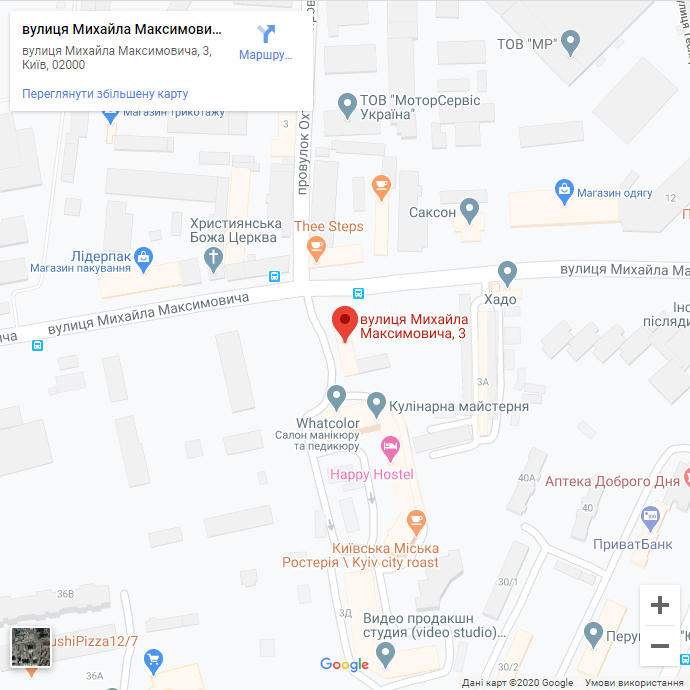 вулиця Михайла Максимови…
вулиця Михайла Максимовича, 3,
Київ, 02000
Маршру…
Переглянути збільшену карту
Магазин трикотажу
3
провулок Ох
ТОВ "МР"
ТОВ "МоторСервіс
Україна"
Магазин одягу
12
Саксон
Християнська
Божа Церква
Thee Steps
Лідерпак
Магазин пакування
вулиця Михайла Ма
Хадо
вулиця Михайла Максимовича
вулиця Михайла
Максимовича, 3
3А
Whatcolor
Салон манікюру
та педикюру
Кулінарна майстерня
Happy Hostel
Аптека Доброго Дня
40А
40
ПриватБанк
Київська Міська
Ростерія \ Kyiv city roast
30/1
36В
3Д
Видео продакшн
студия (video studio)…
ushiPizza12/7
30/2
Google
Дані карт ©2020 Google
Умови використання